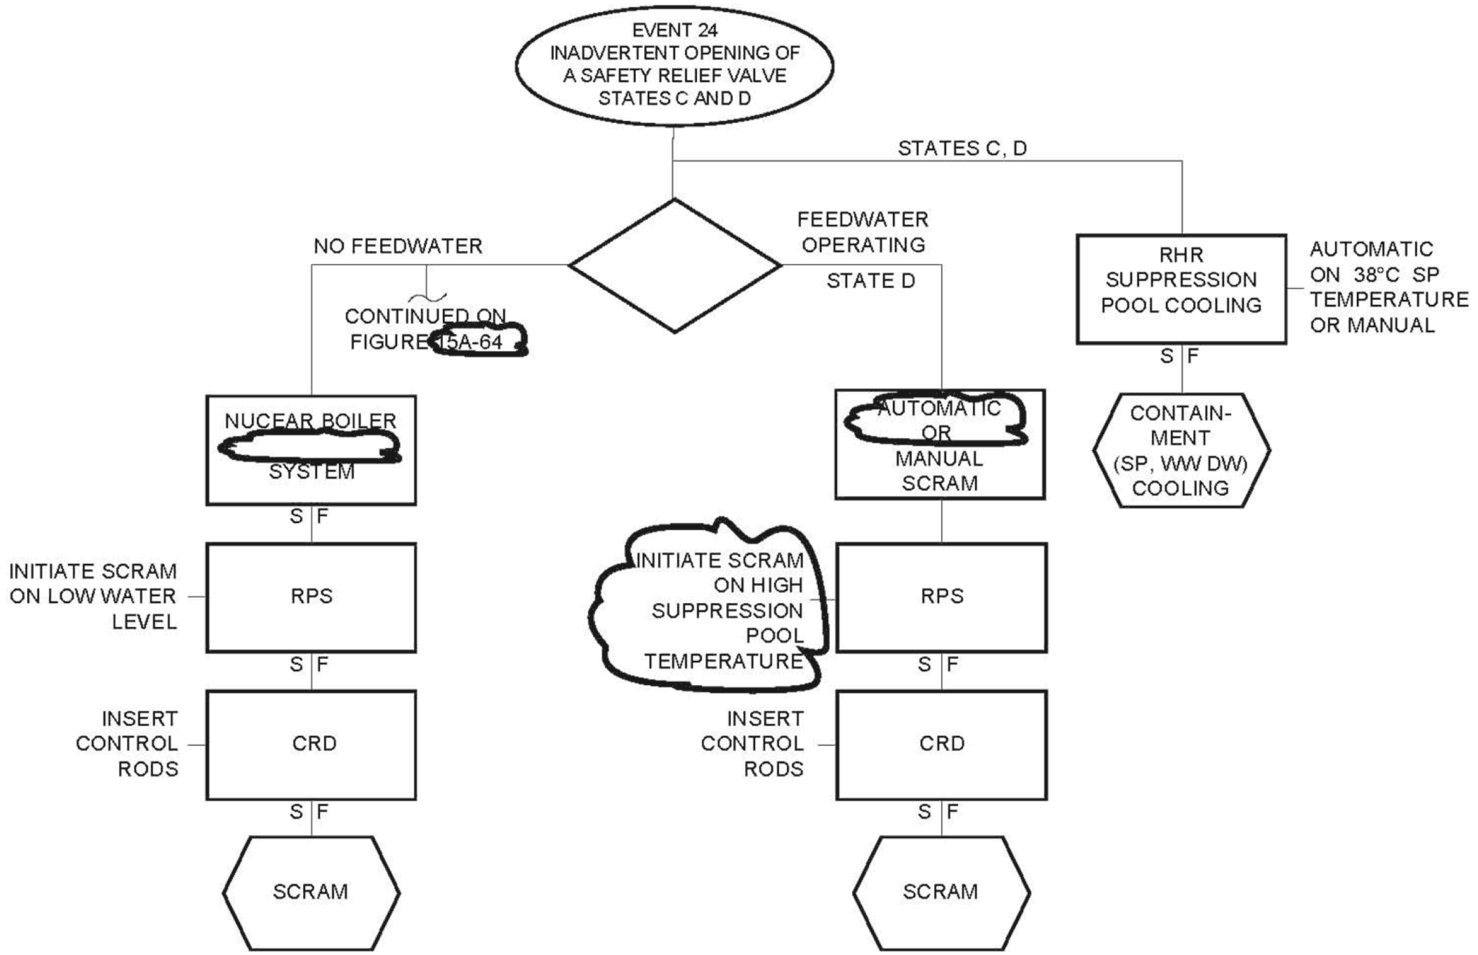 EVENT 24
INADVERTENT OPENING OF
A SAFETY RELIEF VALVE
STATES C AND D
STATES C, D
NO FEEDWATER
FEEDWATER
OPERATING
STATE D
CONTINUED ON
FIGURE 15A-64
RHR
SUPPRESSION
POOL COOLING
AUTOMATIC
ON 38°C SP
TEMPERATURE
OR MANUAL
S F
CONTAIN-
MENT
(SP, WW DW)
COOLING
NUCEAR BOILER
SYSTEM
S F
AUTOMATIC
OR
MANUAL
SCRAM
INITIATE SCRAM
ON LOW WATER
LEVEL
RPS
S F
INITIATE SCRAM
ON HIGH
SUPPRESSION
POOL
TEMPERATURE
RPS
S F
INSERT
CONTROL
RODS
CRD
S F
INSERT
CONTROL
RODS
CRD
S F
SCRAM
SCRAM